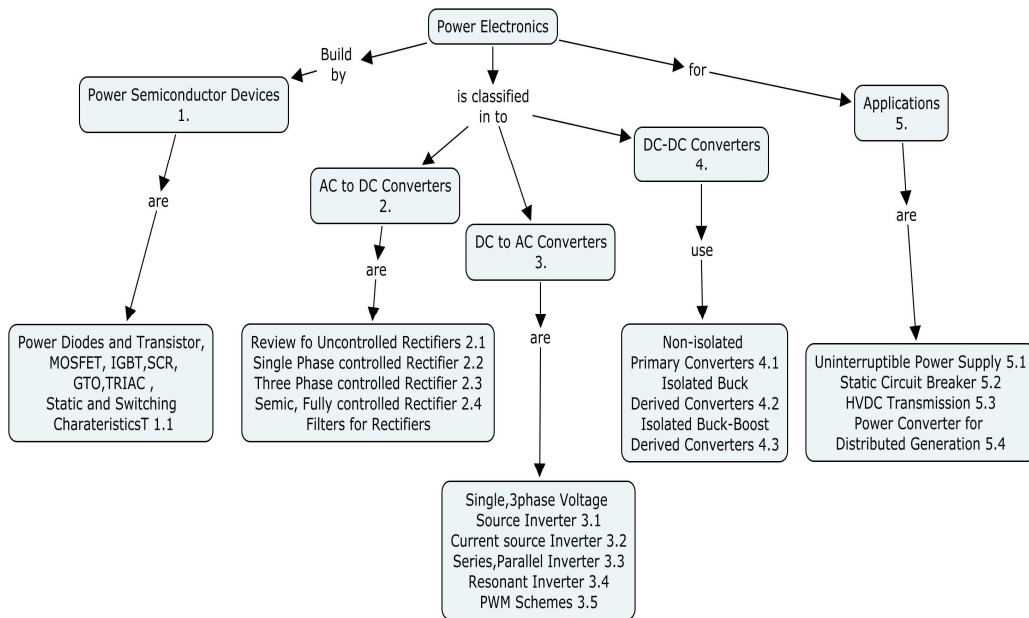 Power Electronics
Build
by
for
Power Semiconductor Devices
1.
is classified
in to
Applications
5.
DC-DC Converters
4.
AC to DC Converters
2.
are
DC to AC Converters
3.
are
are
use
are
Power Diodes and Transistor,
MOSFET, IGBT,SCR,
GTO,TRIAC ,
Static and Switching
CharateristicsT 1.1
Review fo Uncontrolled Rectifiers 2.1
Single Phase controlled Rectifier 2.2
Three Phase controlled Rectifier 2.3
Semic, Fully controlled Rectifier 2.4
Filters for Rectifiers
Non-isolated
Primary Converters 4.1
Isolated Buck
Derived Converters 4.2
Isolated Buck-Boost
Derived Converters 4.3
Uninterruptible Power Supply 5.1
Static Circuit Breaker 5.2
HVDC Transmission 5.3
Power Converter for
Distributed Generation 5.4
Single,3phase Voltage
Source Inverter 3.1
Current source Inverter 3.2
Series,Parallel Inverter 3.3
Resonant Inverter 3.4
PWM Schemes 3.5